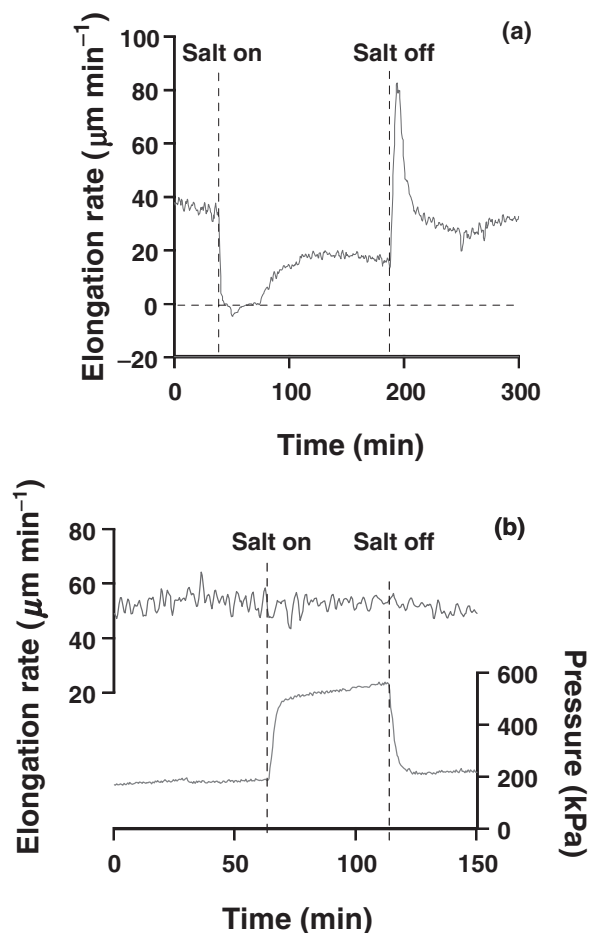 (a)
Salt on Salt off
Elongation rate (μm min⁻¹)
100
80
60
40
20
0
−20
0 100 200 300
Time (min)
(b)
Salt on Salt off
Elongation rate (μm min⁻¹)
80
60
40
20
Pressure (kPa)
600
400
200
0
0 50 100 150
Time (min)